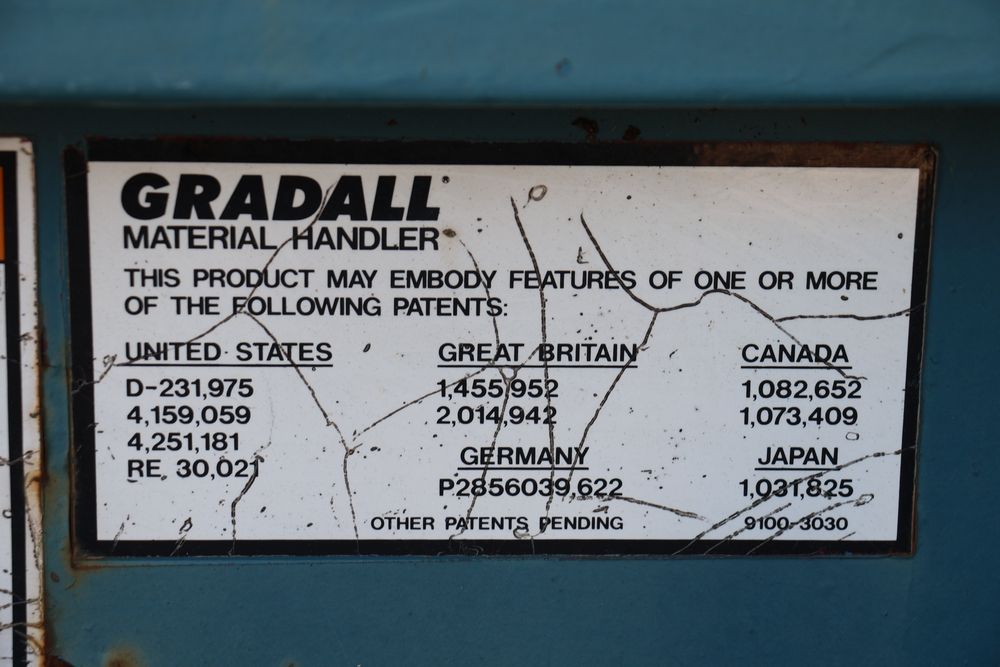 GRADALL®
MATERIAL HANDLER
THIS PRODUCT MAY EMBODY FEATURES OF ONE OR MORE
OF THE FOLLOWING PATENTS:
UNITED STATES
D-231,975
4,159,059
4,251,181
RE. 30,021
GREAT BRITAIN
1,455,952
2,014,942
GERMANY
P2856039,622
CANADA
1,082,652
1,073,409
JAPAN
1,031,825
OTHER PATENTS PENDING
9100-3030